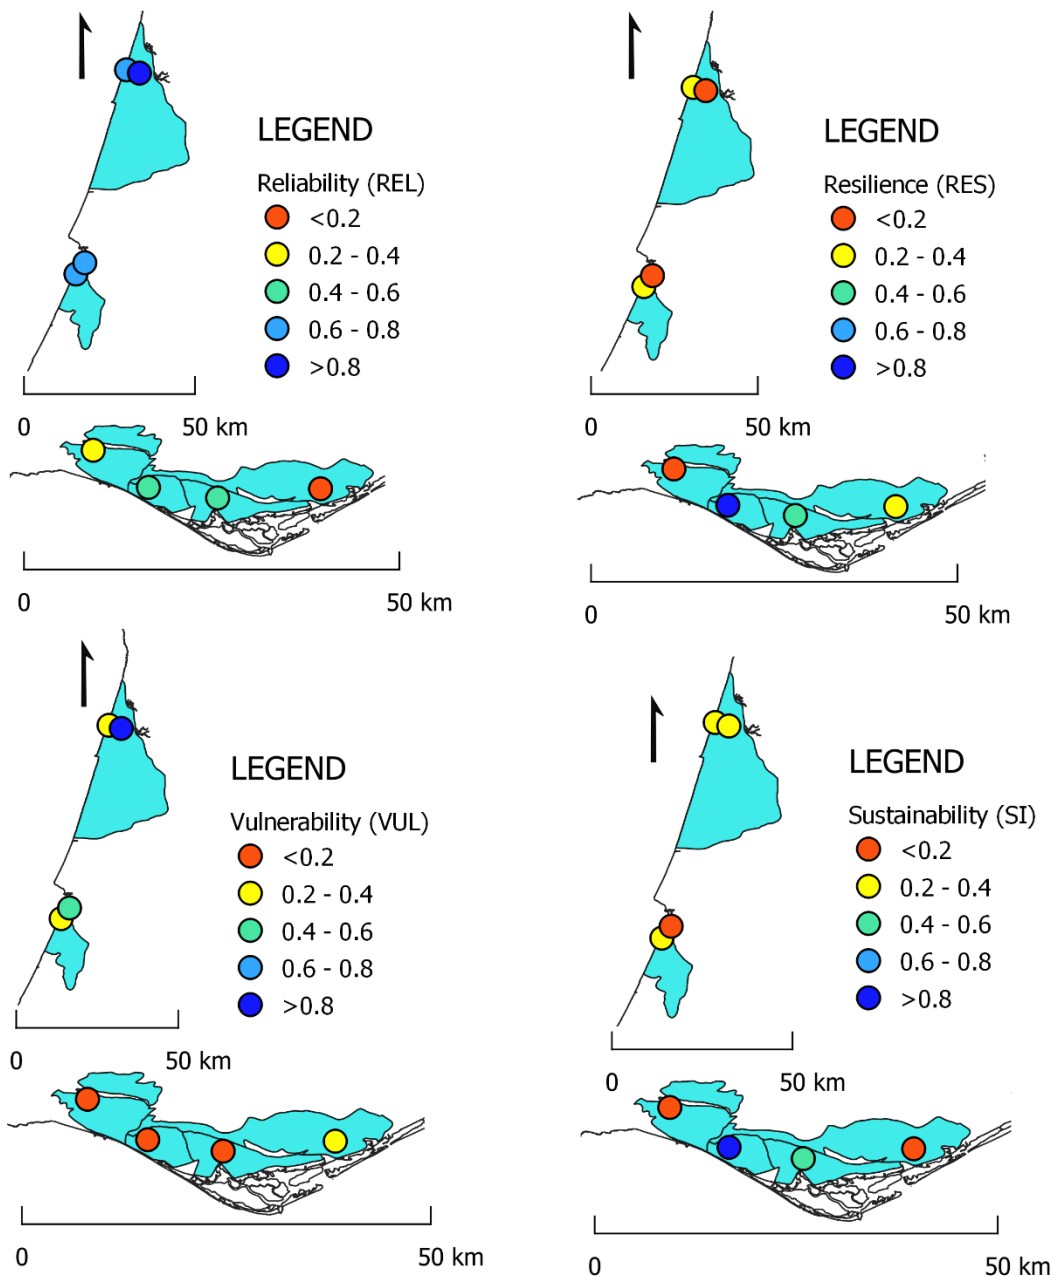 LEGEND
Reliability (REL)
<0.2
0.2 - 0.4
0.4 - 0.6
0.6 - 0.8
>0.8
0 50 km
0 50 km
LEGEND
Resilience (RES)
<0.2
0.2 - 0.4
0.4 - 0.6
0.6 - 0.8
>0.8
0 50 km
0 50 km
LEGEND
Vulnerability (VUL)
<0.2
0.2 - 0.4
0.4 - 0.6
0.6 - 0.8
>0.8
0 50 km
0 50 km
LEGEND
Sustainability (SI)
<0.2
0.2 - 0.4
0.4 - 0.6
0.6 - 0.8
>0.8
0 50 km
0 50 km